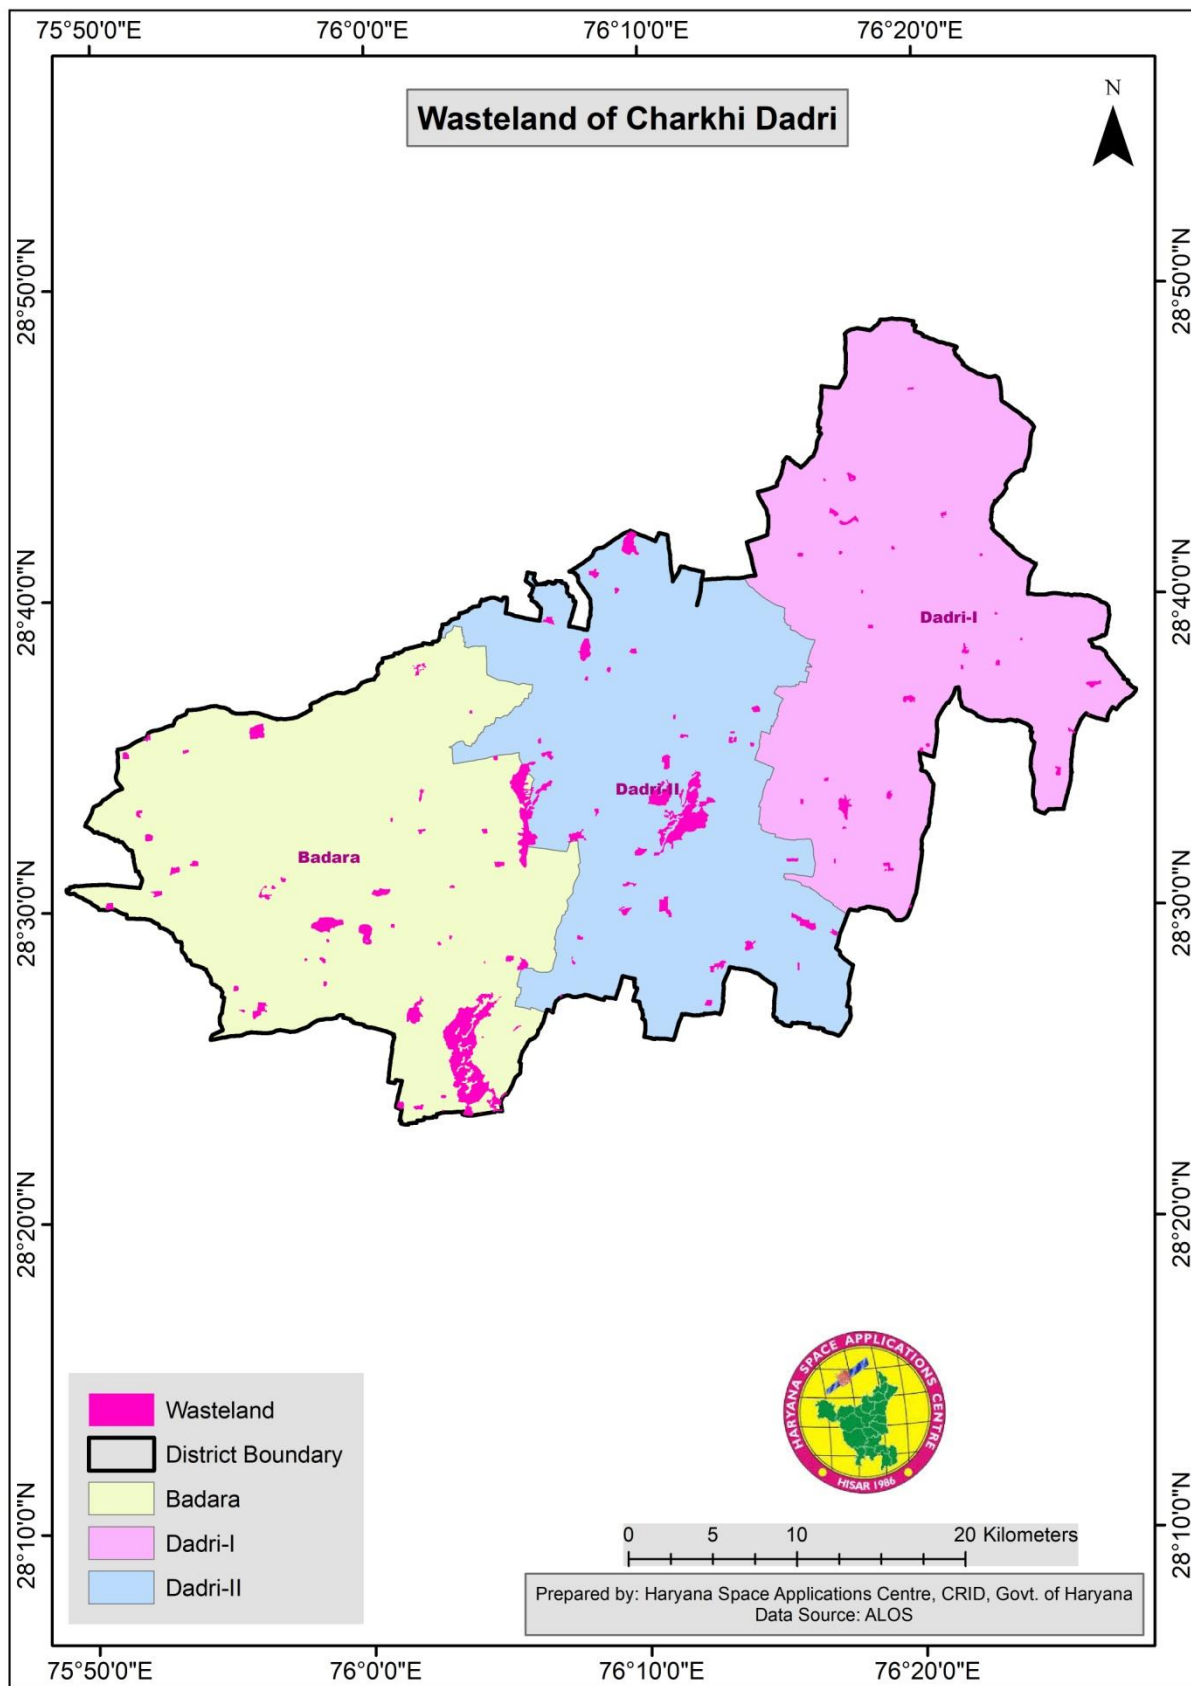 75°50'0"E 76°0'0"E 76°10'0"E 76°20'0"E
Wasteland of Charkhi Dadri
N
28°50'0"N 28°50'0"N
28°40'0"N 28°40'0"N
Dadri-I
Dadri-II
Badara
28°30'0"N 28°30'0"N
28°20'0"N 28°20'0"N
HARYANA SPACE APPLICATIONS CENTRE
HISAR 1986
Wasteland
District Boundary
Badara
Dadri-I
Dadri-II
28°10'0"N 28°10'0"N
0 5 10 20 Kilometers
Prepared by: Haryana Space Applications Centre, CRID, Govt. of Haryana
Data Source: ALOS
75°50'0"E 76°0'0"E 76°10'0"E 76°20'0"E